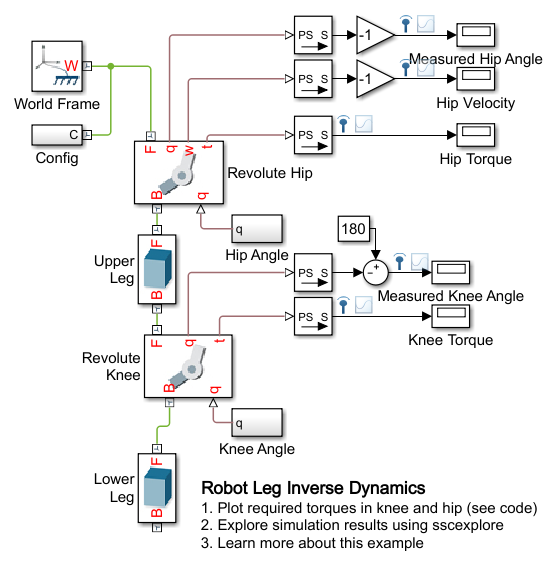 PS S
-1
Measured Hip Angle
W
World Frame
PS S
-1
Hip Velocity
C
Config
PS S
Hip Torque
F q w t
Revolute Hip
B q
q
Hip Angle
180
F
Upper
Leg
B
PS S
- +
Measured Knee Angle
PS S
Knee Torque
F q t
Revolute
Knee
B q
q
Knee Angle
F
Lower
Leg
B
Robot Leg Inverse Dynamics
1. Plot required torques in knee and hip (see code)
2. Explore simulation results using sscexplore
3. Learn more about this example